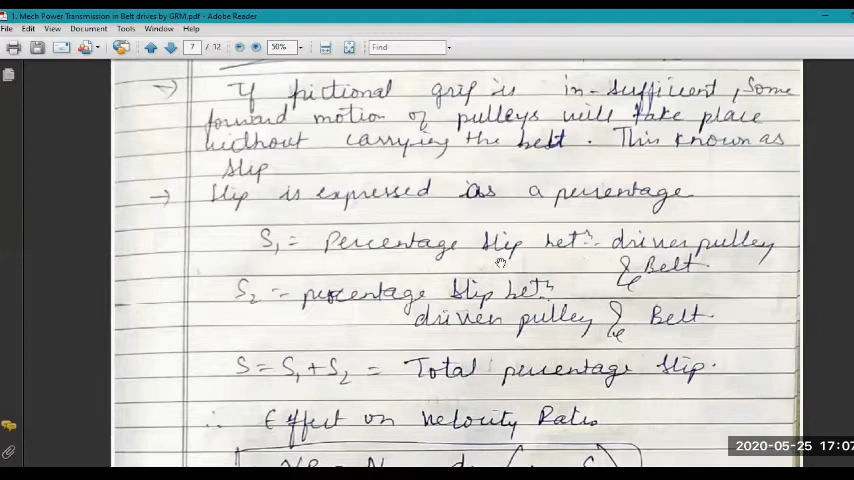 1. Mech Power Transmission in Belt drives by GRM.pdf - Adobe Reader
File Edit View Document Tools Window Help
7 / 12 50% Find
→ If frictional grip is in-sufficient, some
forward motion of pulleys will take place
without carrying the belt. This known as
slip
→ slip is expressed as a percentage
S₁ = Percentage slip betⁿ driver pulley
& Belt
S₂ = percentage slip betⁿ
driven pulley & Belt
S = S₁ + S₂ = Total percentage slip.
∴ Effect on velocity Ratio
2020-05-25 17:07